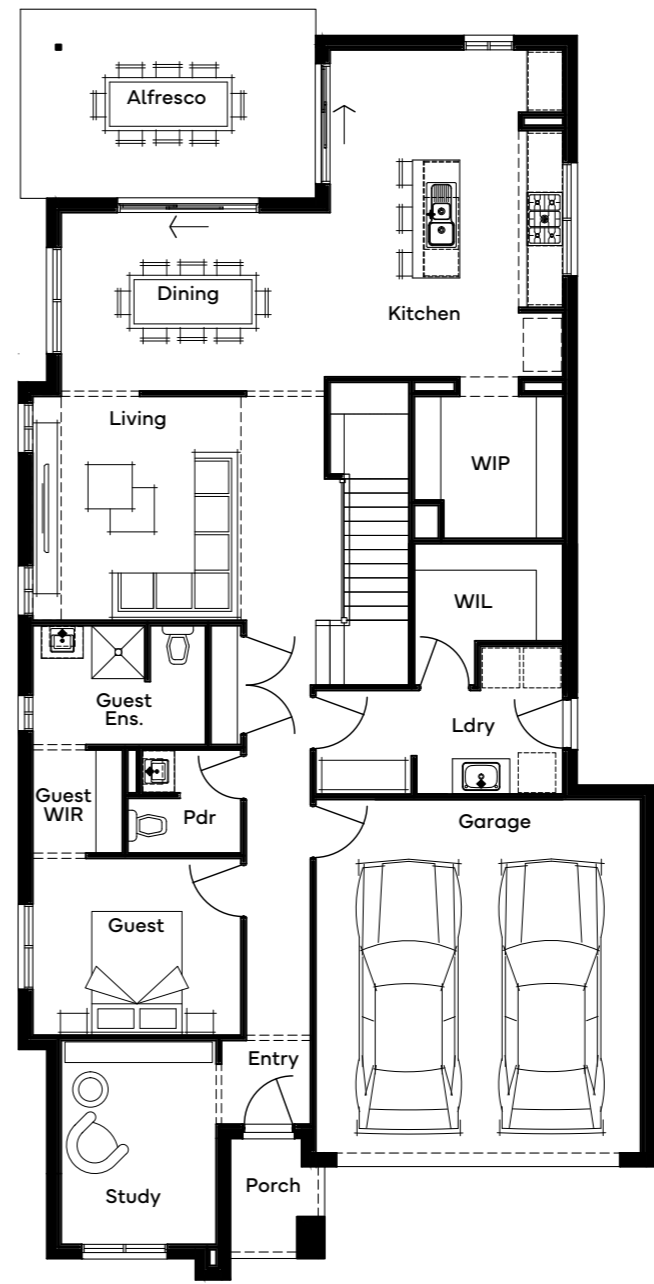 Alfresco
Dining
Kitchen
Living
WIP
WIL
Guest
Ens.
Ldry
Guest
WIR
Pdr
Garage
Guest
Entry
Study
Porch